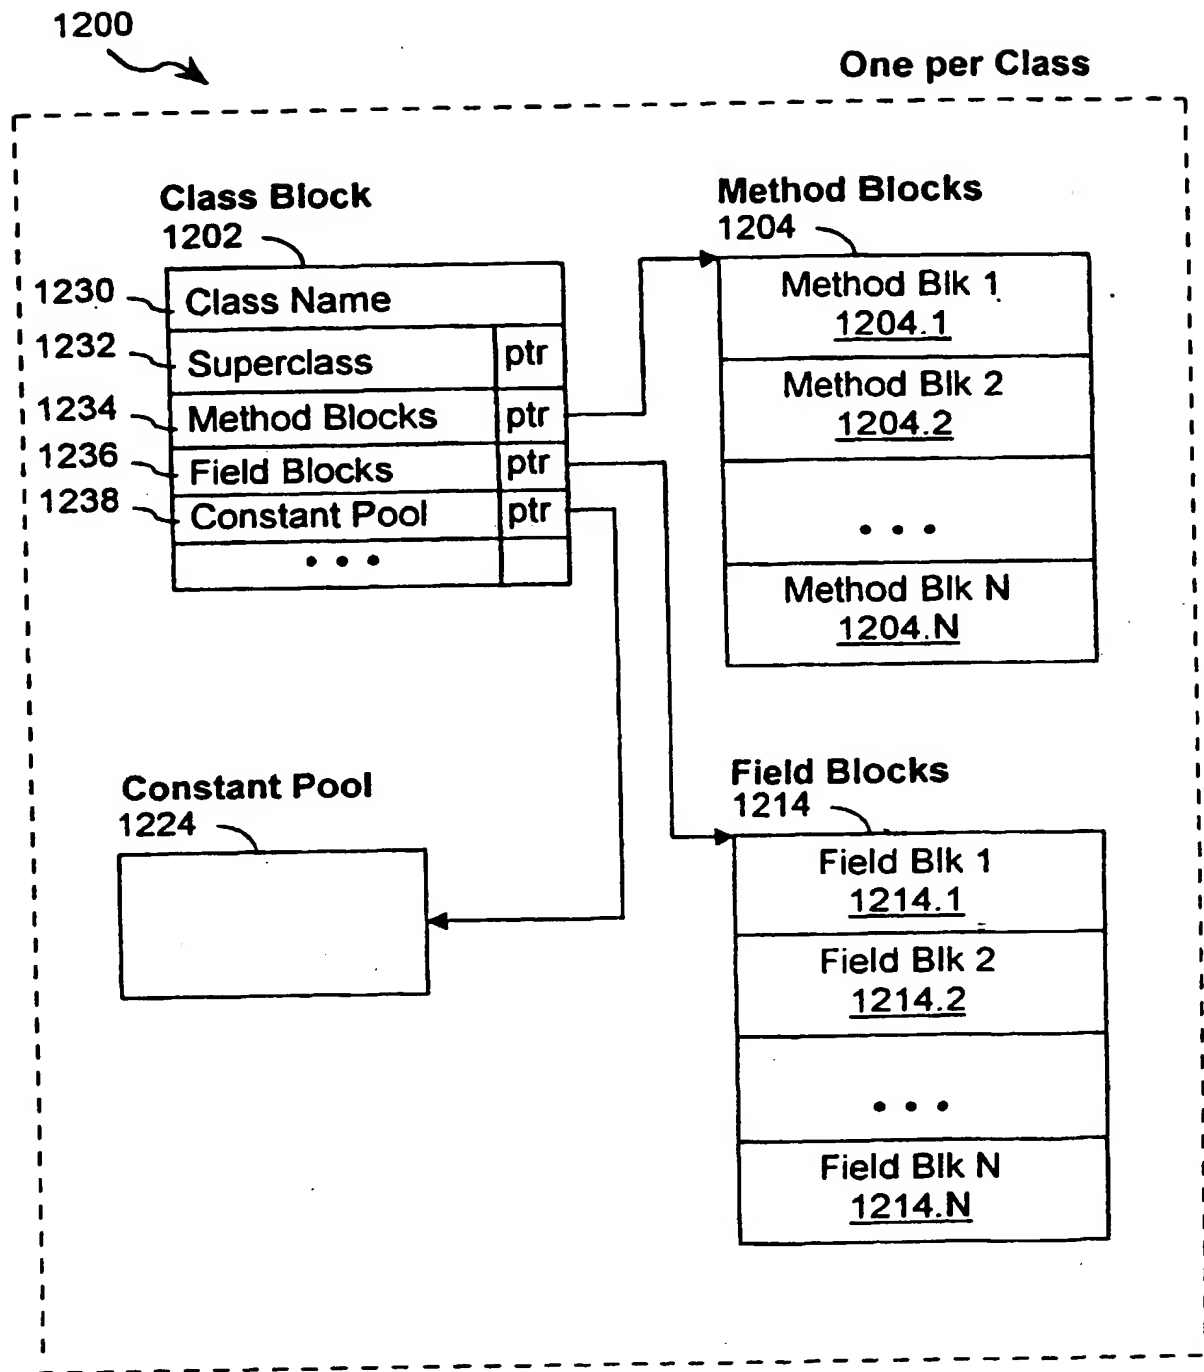 1200
One per Class
Class Block
1202
1230
Class Name
1232
Superclass ptr
1234
Method Blocks ptr
1236
Field Blocks ptr
1238
Constant Pool ptr
• • •
Method Blocks
1204
Method Blk 1
1204.1
Method Blk 2
1204.2
• • •
Method Blk N
1204.N
Constant Pool
1224
Field Blocks
1214
Field Blk 1
1214.1
Field Blk 2
1214.2
• • •
Field Blk N
1214.N